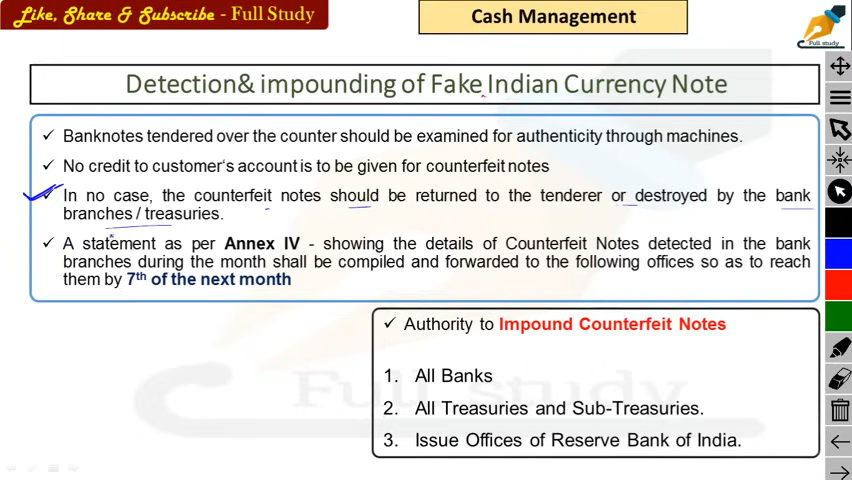 Like, Share & Subscribe - Full Study
Cash Management
Full study
Detection& impounding of Fake Indian Currency Note
✓ Banknotes tendered over the counter should be examined for authenticity through machines.
✓ No credit to customer's account is to be given for counterfeit notes
✓ In no case, the counterfeit notes should be returned to the tenderer or destroyed by the bank
branches / treasuries.
✓ A statement as per Annex IV - showing the details of Counterfeit Notes detected in the bank
branches during the month shall be compiled and forwarded to the following offices so as to reach
them by 7th of the next month
✓ Authority to Impound Counterfeit Notes
1. All Banks
2. All Treasuries and Sub-Treasuries.
3. Issue Offices of Reserve Bank of India.
Full study